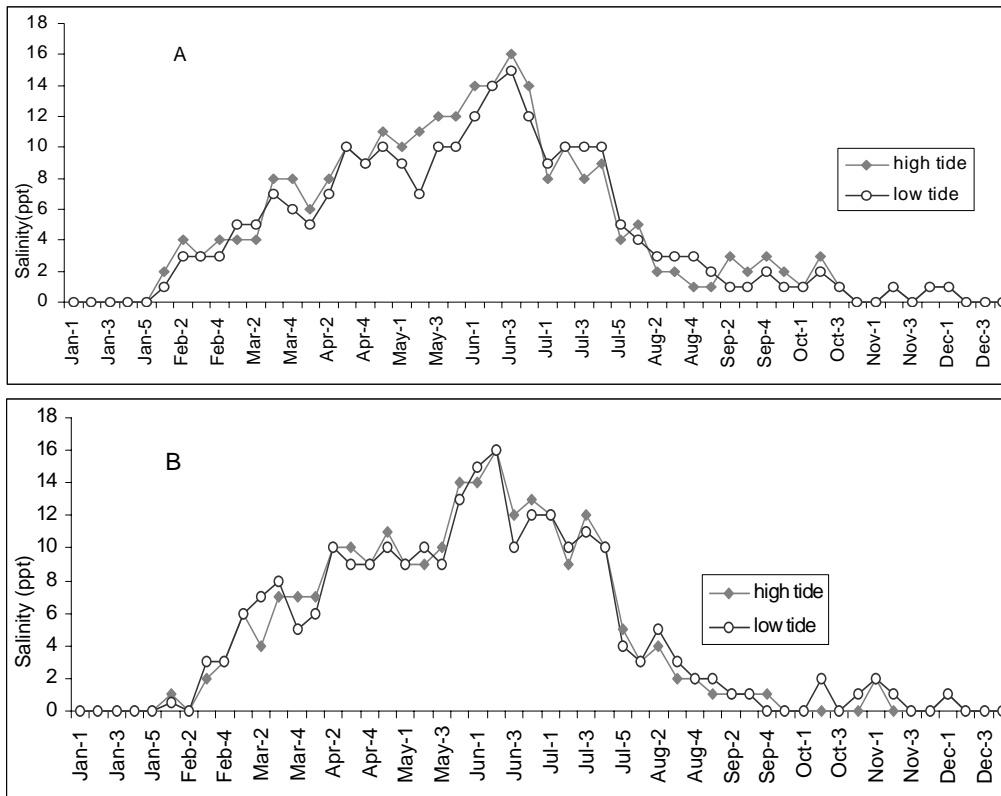 18
16
14
12
10
8
6
4
2
0
Salinity(ppt)
A
high tide
low tide
Jan-1
Jan-3
Jan-5
Feb-2
Feb-4
Mar-2
Mar-4
Apr-2
Apr-4
May-1
May-3
Jun-1
Jun-3
Jul-1
Jul-3
Jul-5
Aug-2
Aug-4
Sep-2
Sep-4
Oct-1
Oct-3
Nov-1
Nov-3
Dec-1
Dec-3
18
16
14
12
10
8
6
4
2
0
Salinity (ppt)
B
high tide
low tide
Jan-1
Jan-3
Jan-5
Feb-2
Feb-4
Mar-2
Mar-4
Apr-2
Apr-4
May-1
May-3
Jun-1
Jun-3
Jul-1
Jul-3
Jul-5
Aug-2
Aug-4
Sep-2
Sep-4
Oct-1
Oct-3
Nov-1
Nov-3
Dec-1
Dec-3